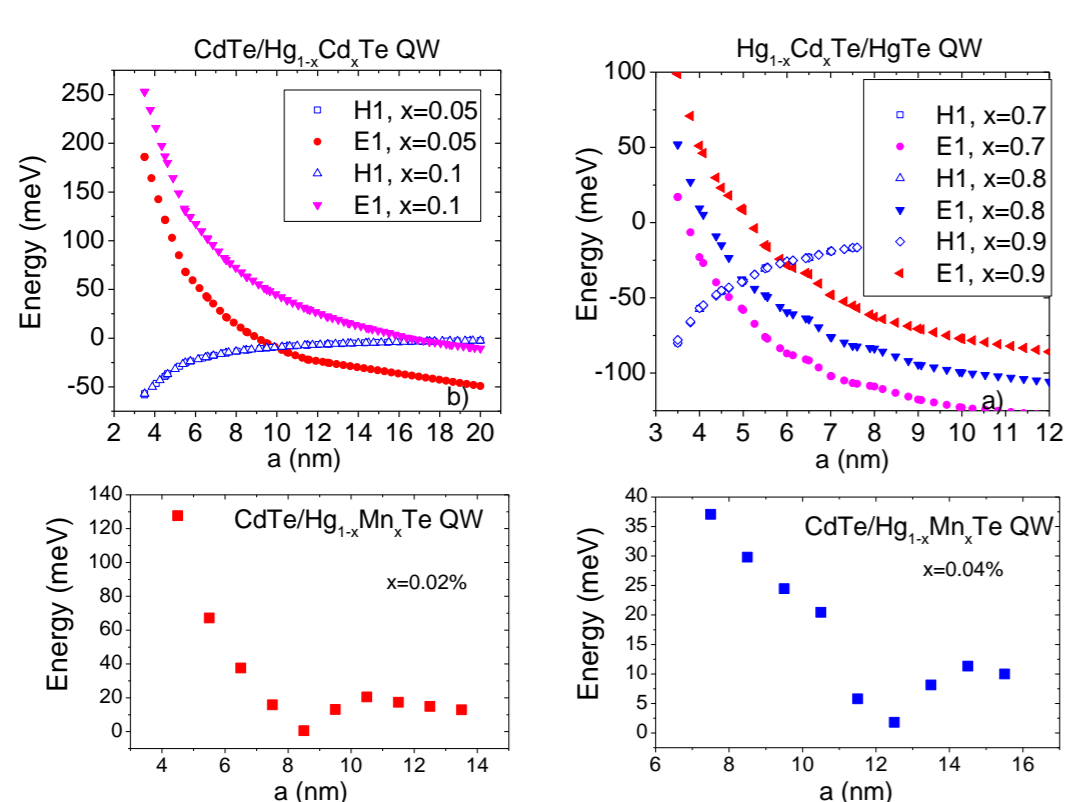 CdTe/Hg1-xCdxTe QW
250
200
150
100
50
0
-50
Energy (meV)
H1, x=0.05
E1, x=0.05
H1, x=0.1
E1, x=0.1
b)
2 4 6 8 10 12 14 16 18 20
a (nm)
Hg1-xCdxTe/HgTe QW
100
50
0
-50
-100
Energy (meV)
H1, x=0.7
E1, x=0.7
H1, x=0.8
E1, x=0.8
H1, x=0.9
E1, x=0.9
a)
3 4 5 6 7 8 9 10 11 12
a (nm)
140
120
100
80
60
40
20
0
Energy (meV)
CdTe/Hg1-xMnxTe QW
x=0.02%
4 6 8 10 12 14
a (nm)
40
35
30
25
20
15
10
5
0
Energy (meV)
CdTe/Hg1-xMnxTe QW
x=0.04%
6 8 10 12 14 16
a (nm)